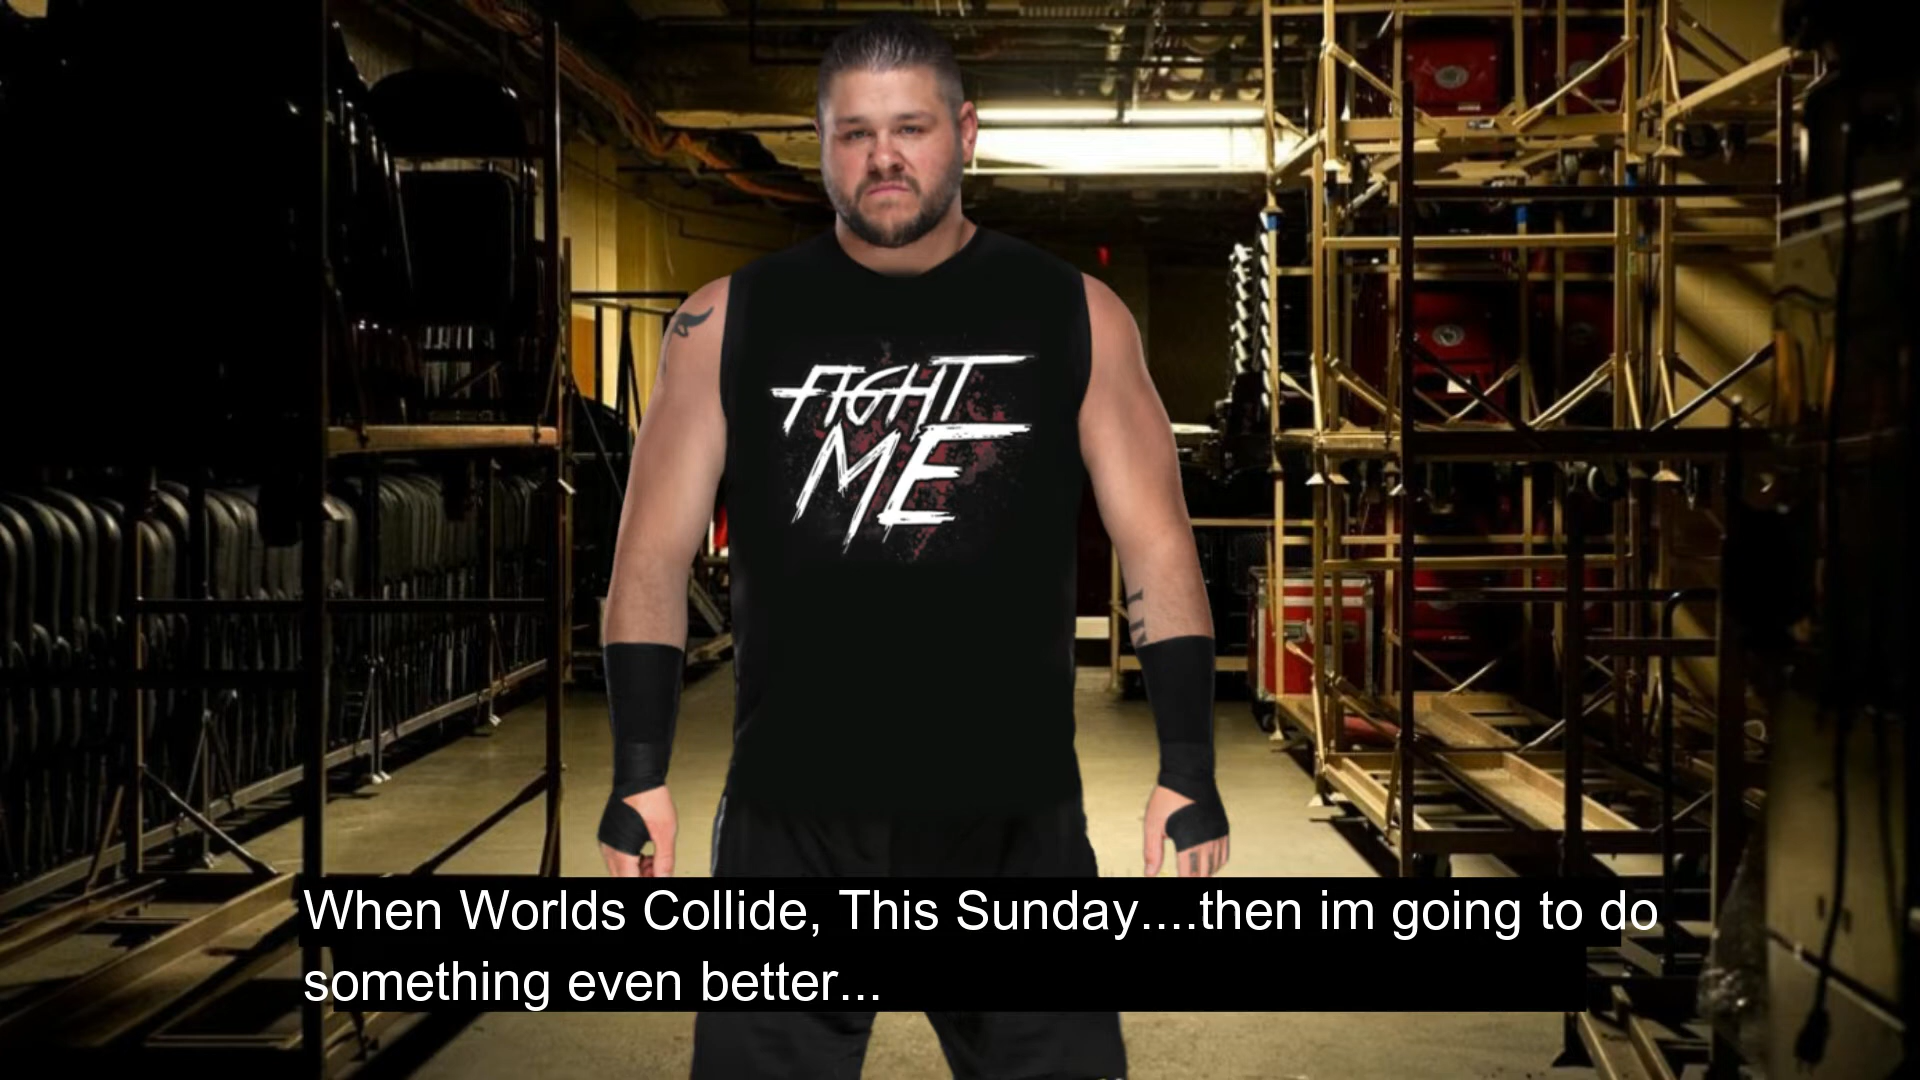 FIGHT
ME
When Worlds Collide, This Sunday....then im going to do
something even better...